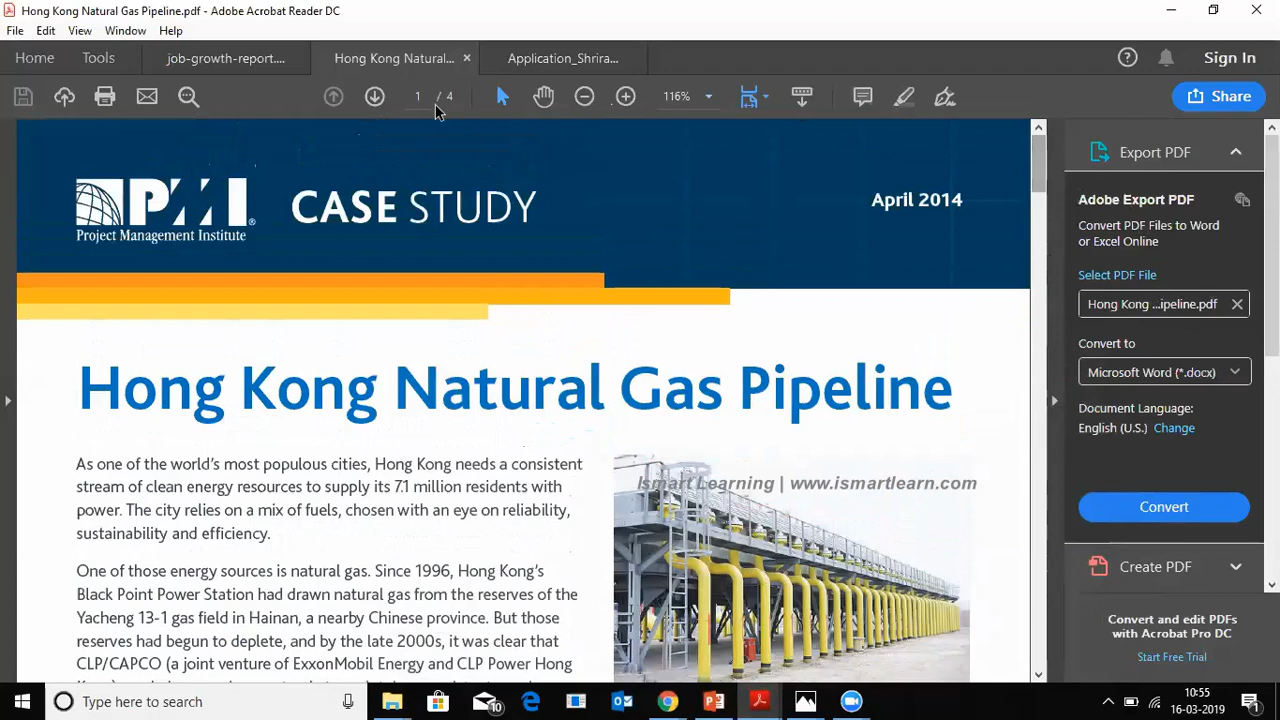 Hong Kong Natural Gas Pipeline.pdf - Adobe Acrobat Reader DC
File Edit View Window Help
Home Tools job-growth-report.... Hong Kong Natural... × Application_Shrira... Sign In
1 / 4 116% Share
PMI
Project Management Institute
CASE STUDY
April 2014
Hong Kong Natural Gas Pipeline
As one of the world's most populous cities, Hong Kong needs a consistent
stream of clean energy resources to supply its 7.1 million residents with
power. The city relies on a mix of fuels, chosen with an eye on reliability,
sustainability and efficiency.
One of those energy sources is natural gas. Since 1996, Hong Kong's
Black Point Power Station had drawn natural gas from the reserves of the
Yacheng 13-1 gas field in Hainan, a nearby Chinese province. But those
reserves had begun to deplete, and by the late 2000s, it was clear that
CLP/CAPCO (a joint venture of ExxonMobil Energy and CLP Power Hong
Ismart Learning | www.ismartlearn.com
Export PDF
Adobe Export PDF
Convert PDF Files to Word
or Excel Online
Select PDF File
Hong Kong ...ipeline.pdf
Convert to
Microsoft Word (*.docx)
Document Language:
English (U.S.) Change
Convert
Create PDF
Convert and edit PDFs
with Acrobat Pro DC
Start Free Trial
Type here to search
10
10:55
16-03-2019
1